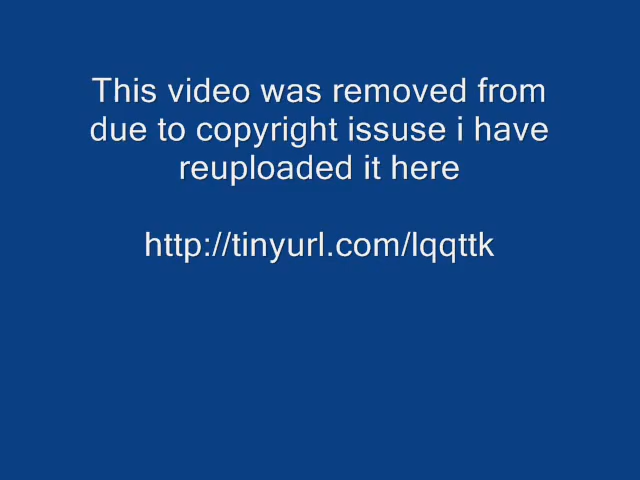 This video was removed from
due to copyright issuse i have
reuploaded it here
http://tinyurl.com/lqqttk